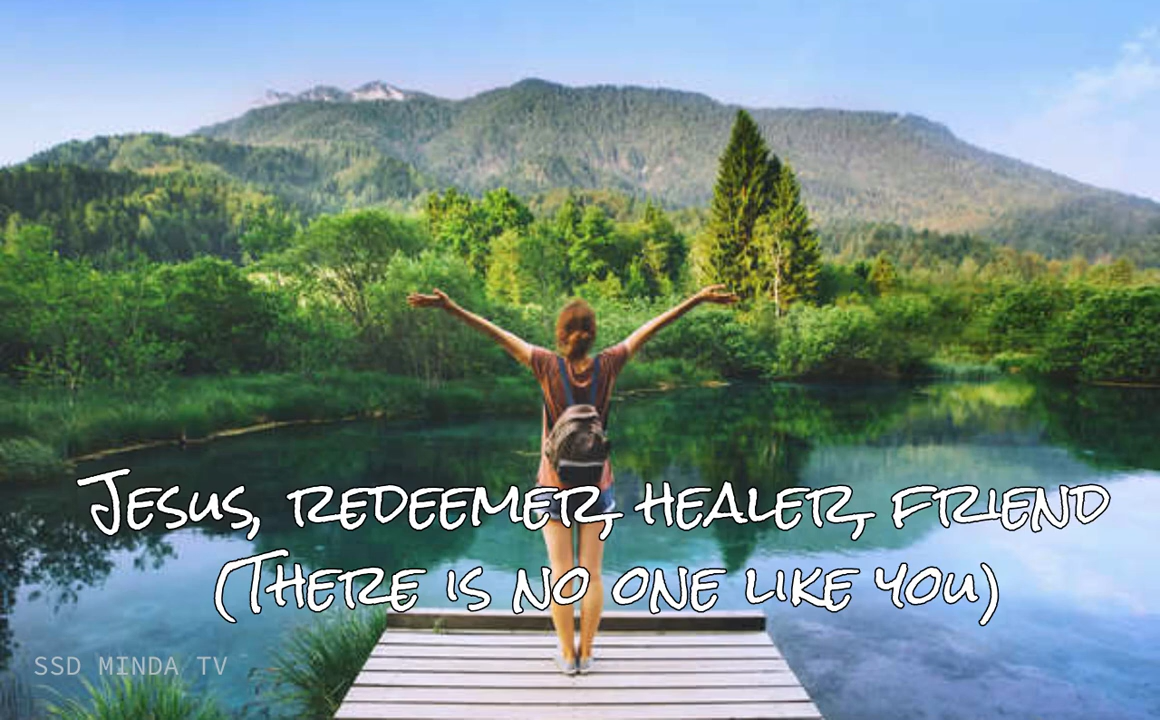 Jesus, redeemer, healer, friend
(There is no one like you)
SSD MINDA TV